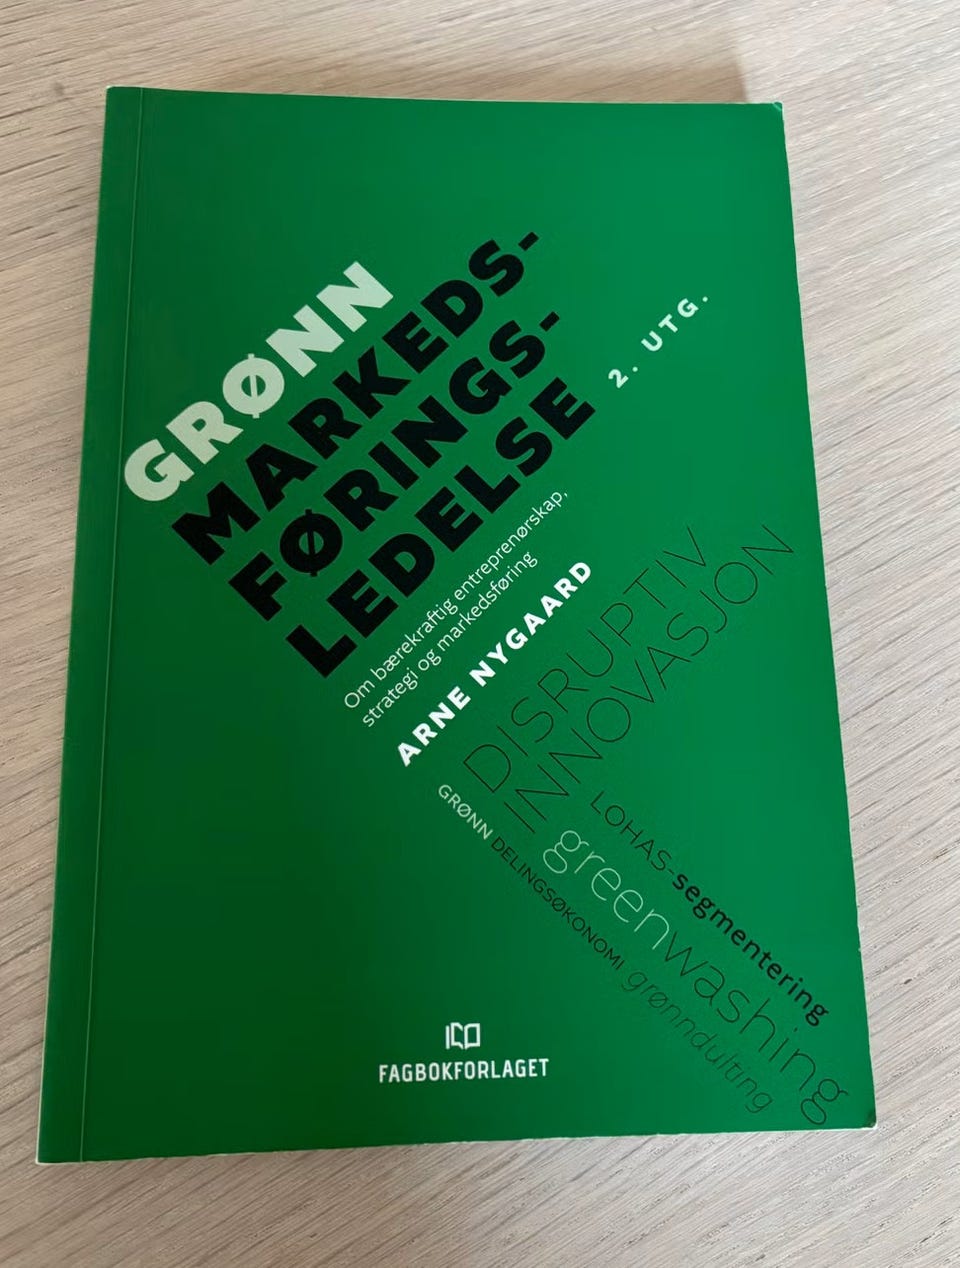 GRØNN
MARKEDS-
FØRINGS-
LEDELSE
2. UTG.
Om bærekraftig entreprenørskap,
strategi og markedsføring
ARNE NYGAARD
DISRUPTIV
INNOVASJON
LOHAS-segmentering
greenwashing
GRØNN DELINGSØKONOMI grønndulting
FAGBOKFORLAGET